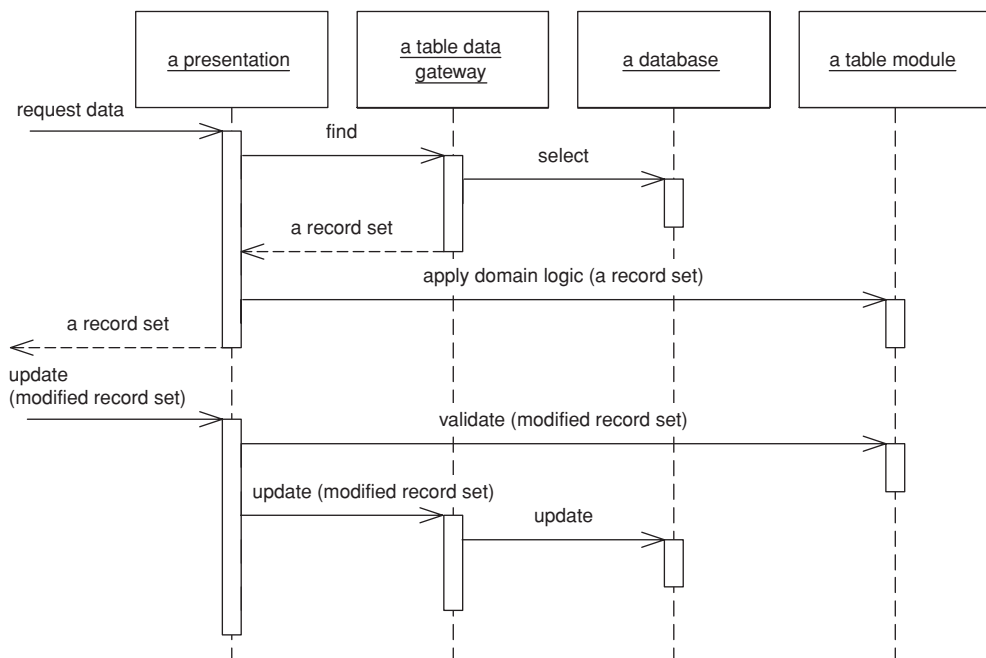 a presentation
a table data
gateway
a database
a table module
request data
find
select
a record set
apply domain logic (a record set)
a record set
update
(modified record set)
validate (modified record set)
update (modified record set)
update